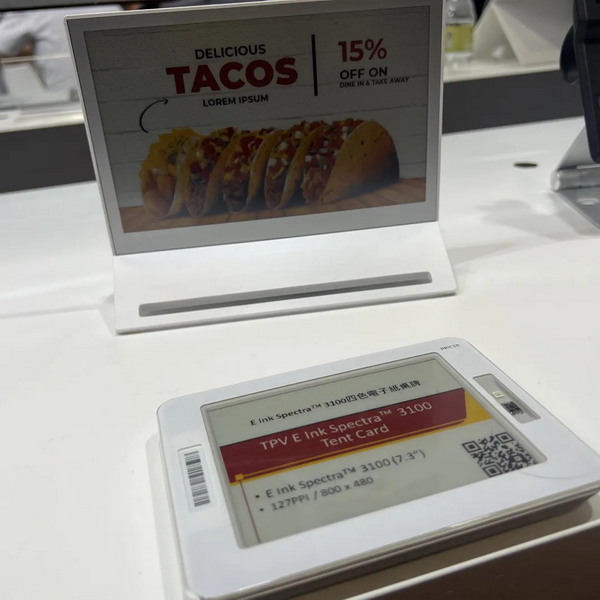 DELICIOUS
TACOS
LOREM IPSUM
15%
OFF ON
DINE IN & TAKE AWAY
PRICER
E Ink Spectra™ 3100四色電子紙桌牌
TPV E Ink Spectra™ 3100
Tent Card
• E Ink Spectra™ 3100 (7.3”)
• 127PPI / 800 x 480